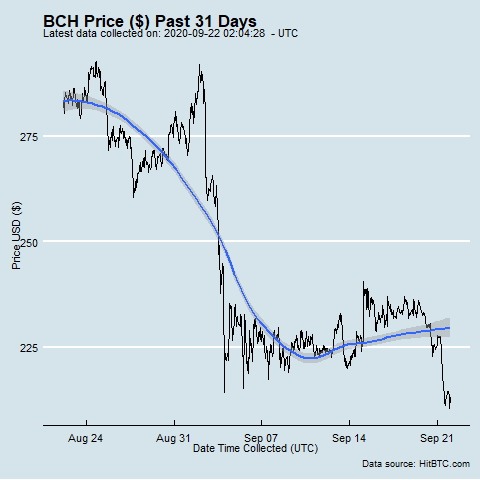 BCH Price ($) Past 31 Days
Latest data collected on: 2020-09-22 02:04:28 - UTC
275
250
225
Price USD ($)
Aug 24 Aug 31 Sep 07 Sep 14 Sep 21
Date Time Collected (UTC)
Data source: HitBTC.com